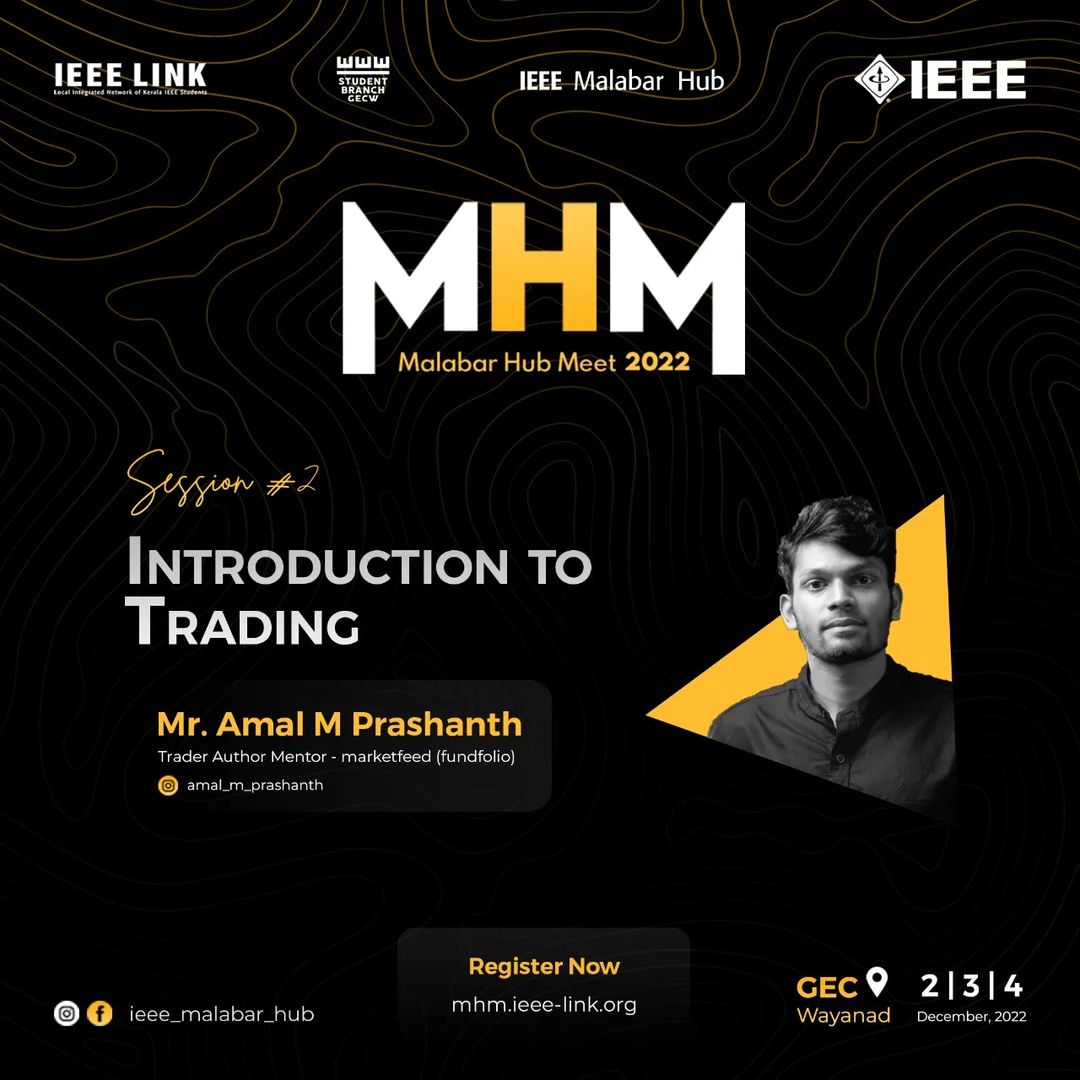 IEEE LINK
Local Integrated Network of Kerala IEEE Students
STUDENT
BRANCH
GECW
IEEE Malabar Hub
IEEE
MHM
Malabar Hub Meet 2022
Session #2
INTRODUCTION TO
TRADING
Mr. Amal M Prashanth
Trader Author Mentor - marketfeed (fundfolio)
amal_m_prashanth
Register Now
mhm.ieee-link.org
ieee_malabar_hub
GEC
Wayanad
2|3|4
December, 2022